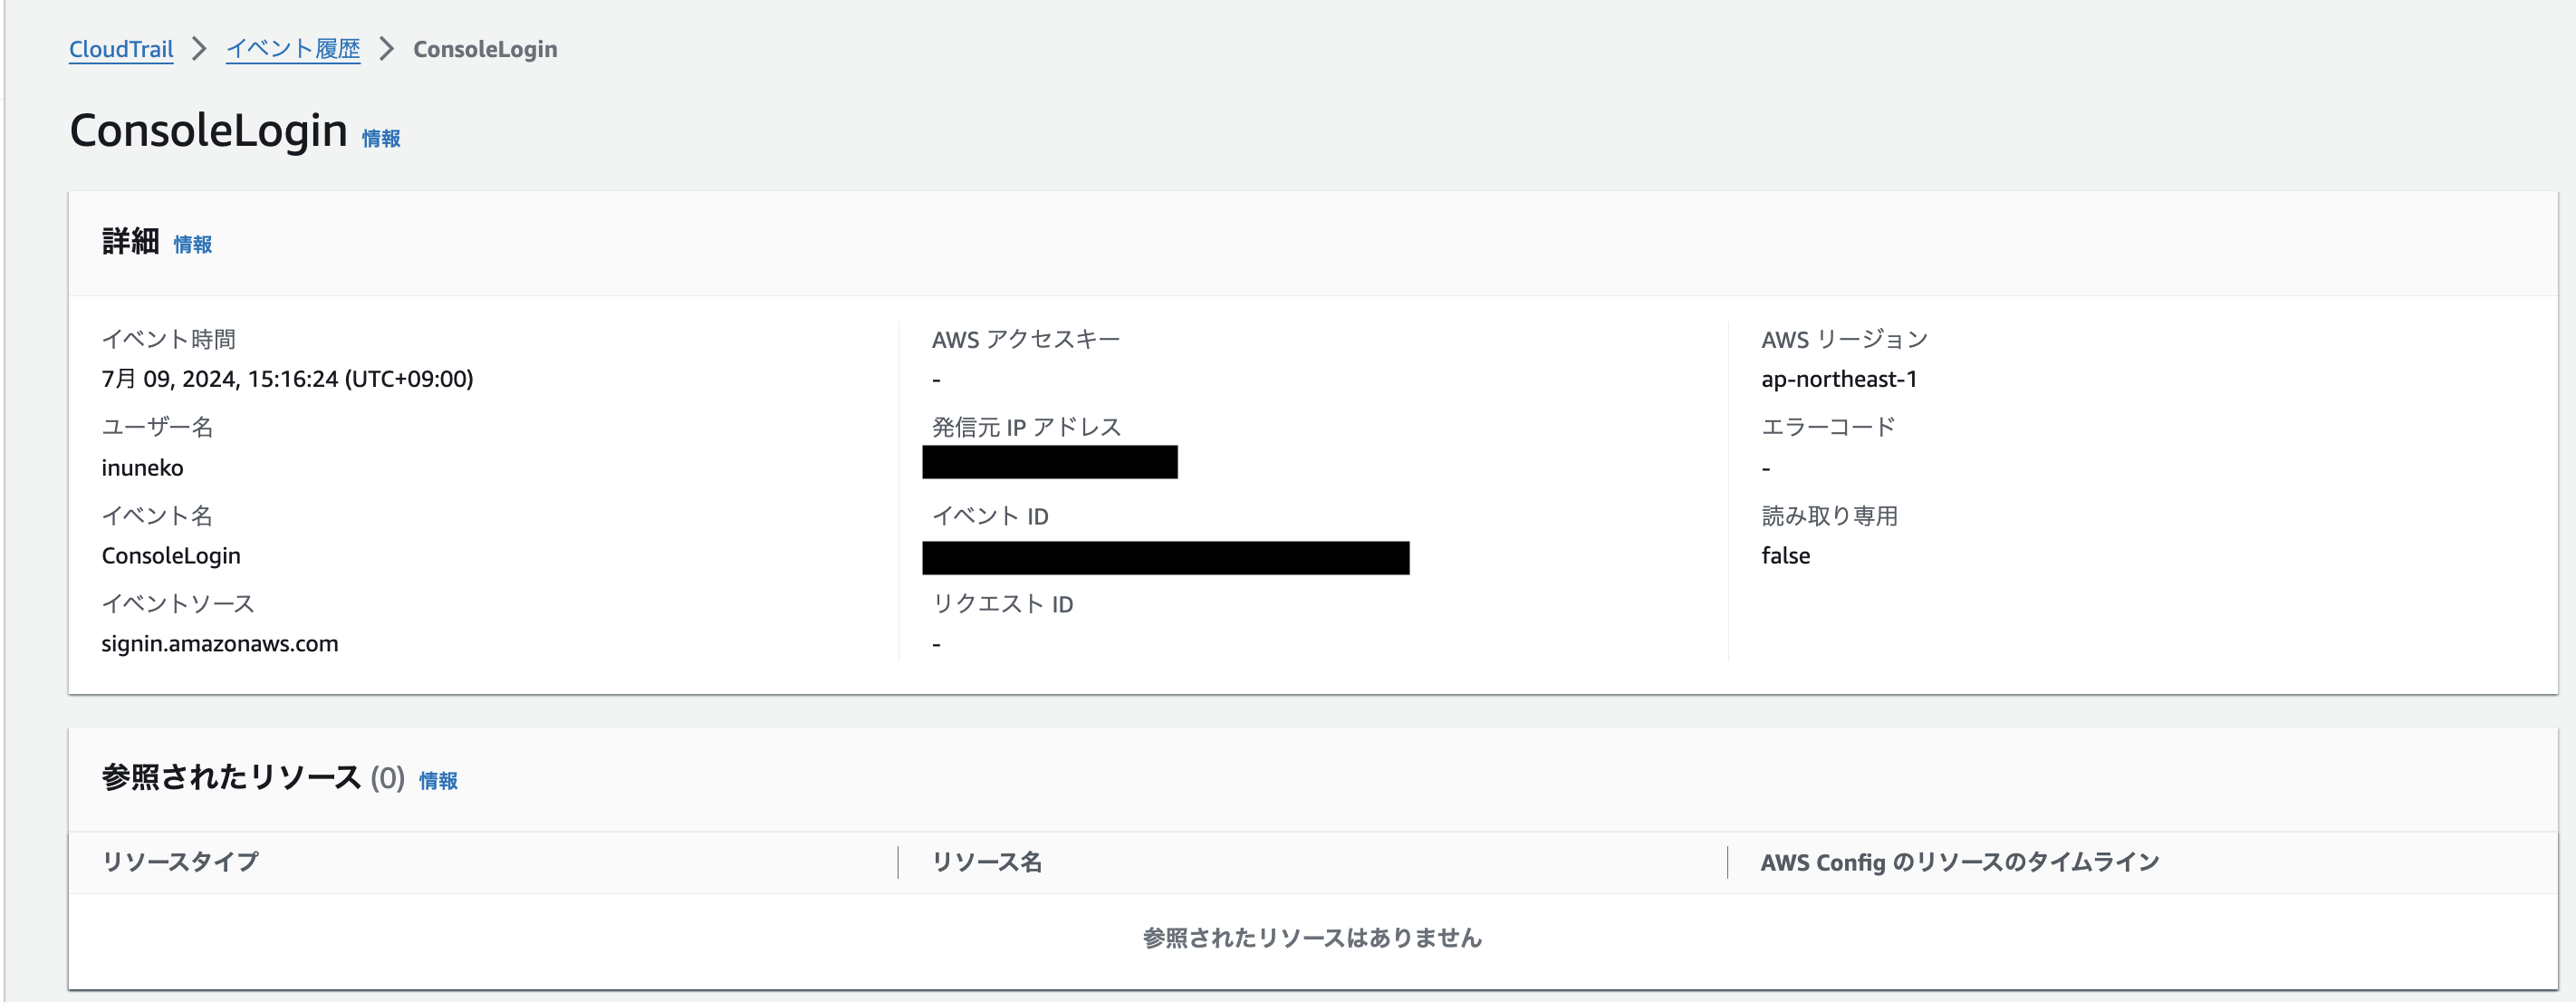 CloudTrail > イベント履歴 > ConsoleLogin
ConsoleLogin 情報
詳細 情報
イベント時間
7月 09, 2024, 15:16:24 (UTC+09:00)
ユーザー名
inuneko
イベント名
ConsoleLogin
イベントソース
signin.amazonaws.com
AWS アクセスキー
-
発信元 IP アドレス
イベント ID
リクエスト ID
-
AWS リージョン
ap-northeast-1
エラーコード
-
読み取り専用
false
参照されたリソース (0) 情報
リソースタイプ
リソース名
AWS Config のリソースのタイムライン
参照されたリソースはありません